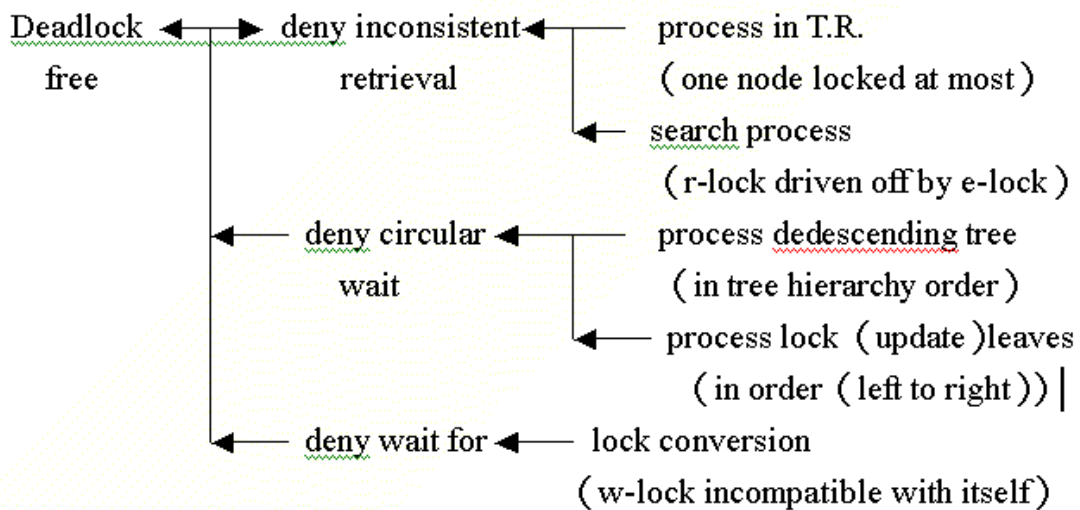 Deadlock deny inconsistent process in T.R.
free retrieval (one node locked at most)
search process
(r-lock driven off by e-lock)
deny circular process dedescending tree
wait (in tree hierarchy order)
process lock (update)leaves
(in order (left to right))
deny wait for lock conversion
(w-lock incompatible with itself)